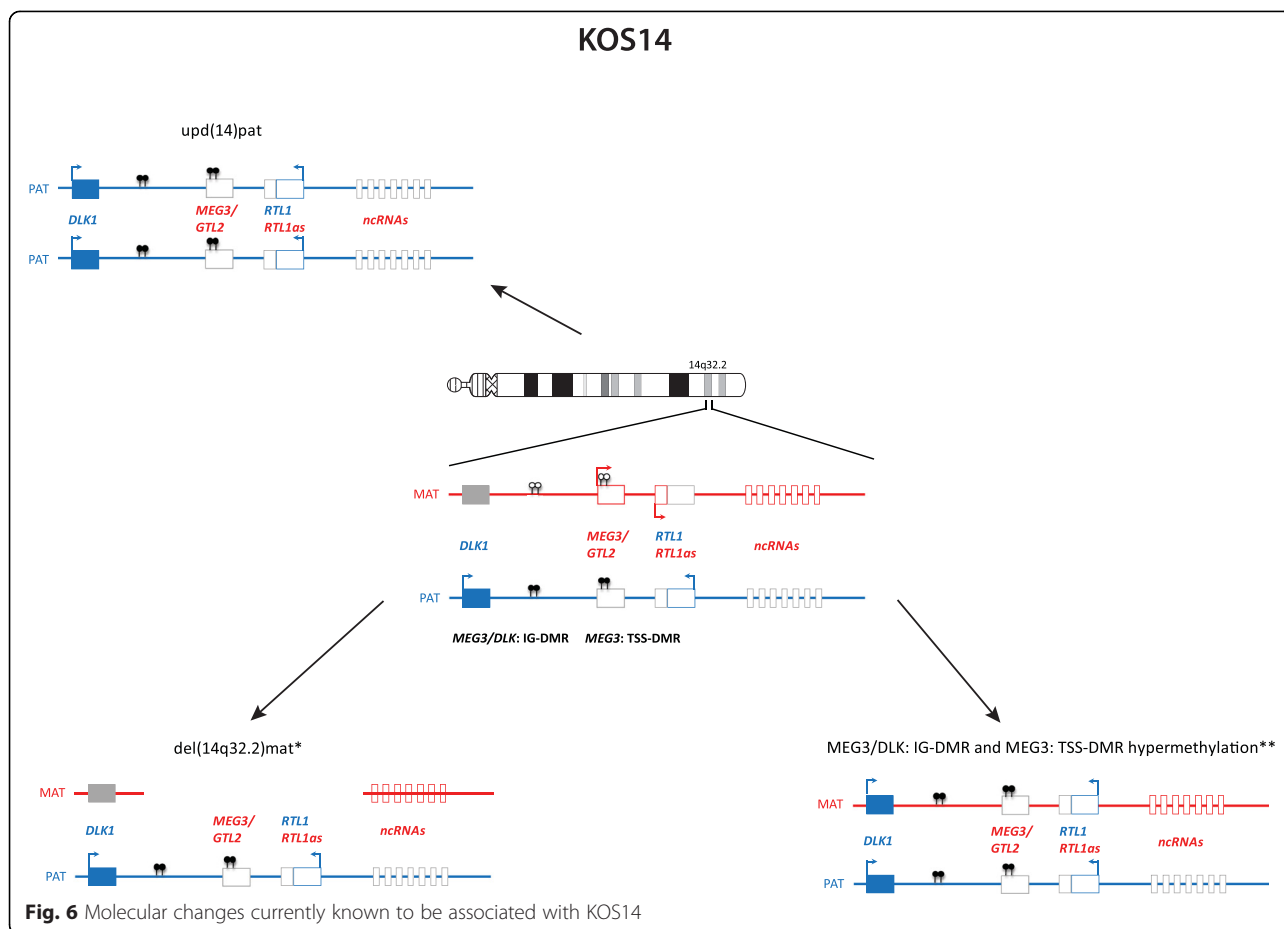 KOS14
upd(14)pat
PAT
DLK1
MEG3/
GTL2
RTL1
RTL1as
ncRNAs
PAT
14q32.2
MAT
DLK1
MEG3/
GTL2
RTL1
RTL1as
ncRNAs
PAT
MEG3/DLK: IG-DMR
MEG3: TSS-DMR
del(14q32.2)mat*
MAT
DLK1
MEG3/
GTL2
RTL1
RTL1as
ncRNAs
PAT
MEG3/DLK: IG-DMR and MEG3: TSS-DMR hypermethylation**
MAT
DLK1
MEG3/
GTL2
RTL1
RTL1as
ncRNAs
PAT
Fig. 6 Molecular changes currently known to be associated with KOS14